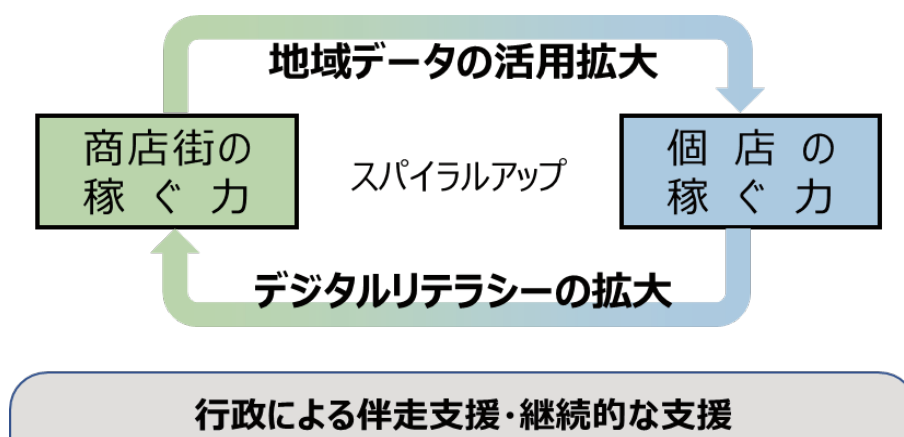 地域データの活用拡大
商店街の
稼ぐ力
スパイラルアップ
個店の
稼ぐ力
デジタルリテラシーの拡大
行政による伴走支援・継続的な支援